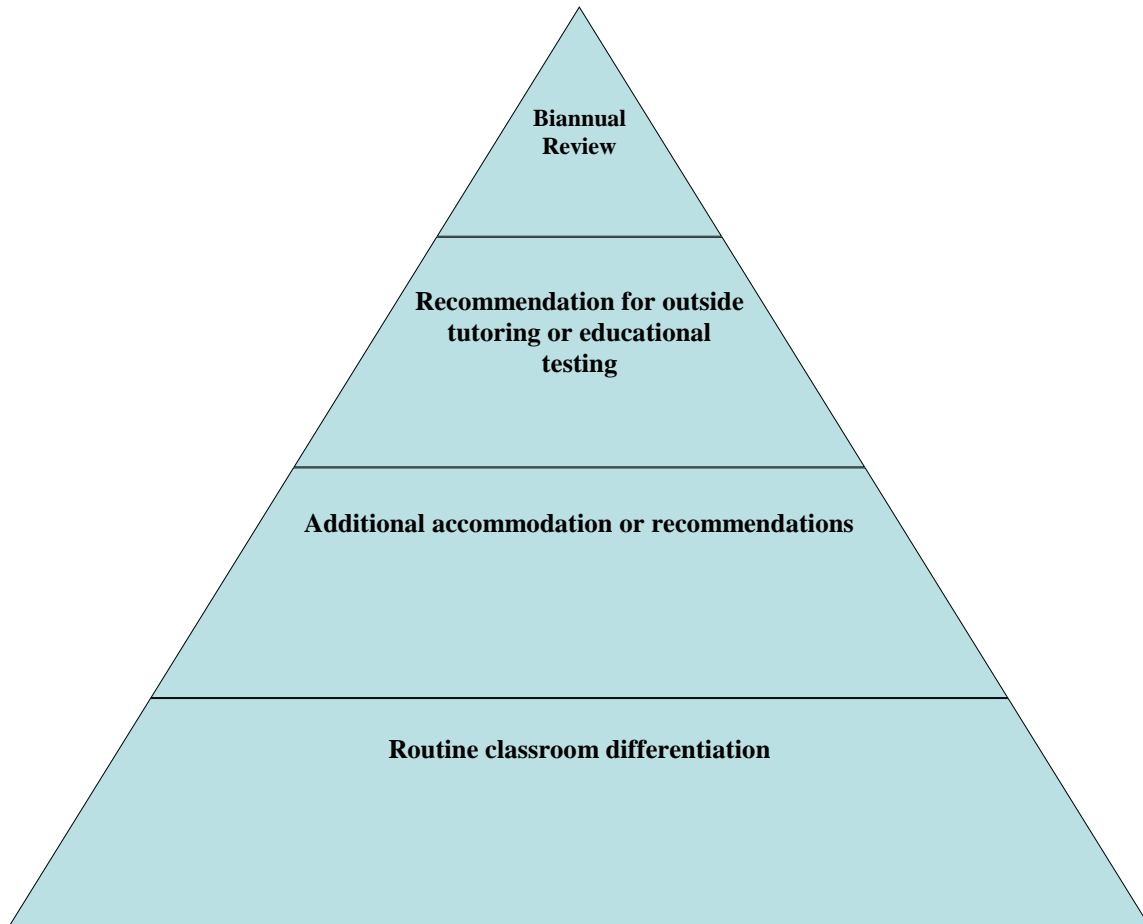 Biannual
Review
Recommendation for outside
tutoring or educational
testing
Additional accommodation or recommendations
Routine classroom differentiation